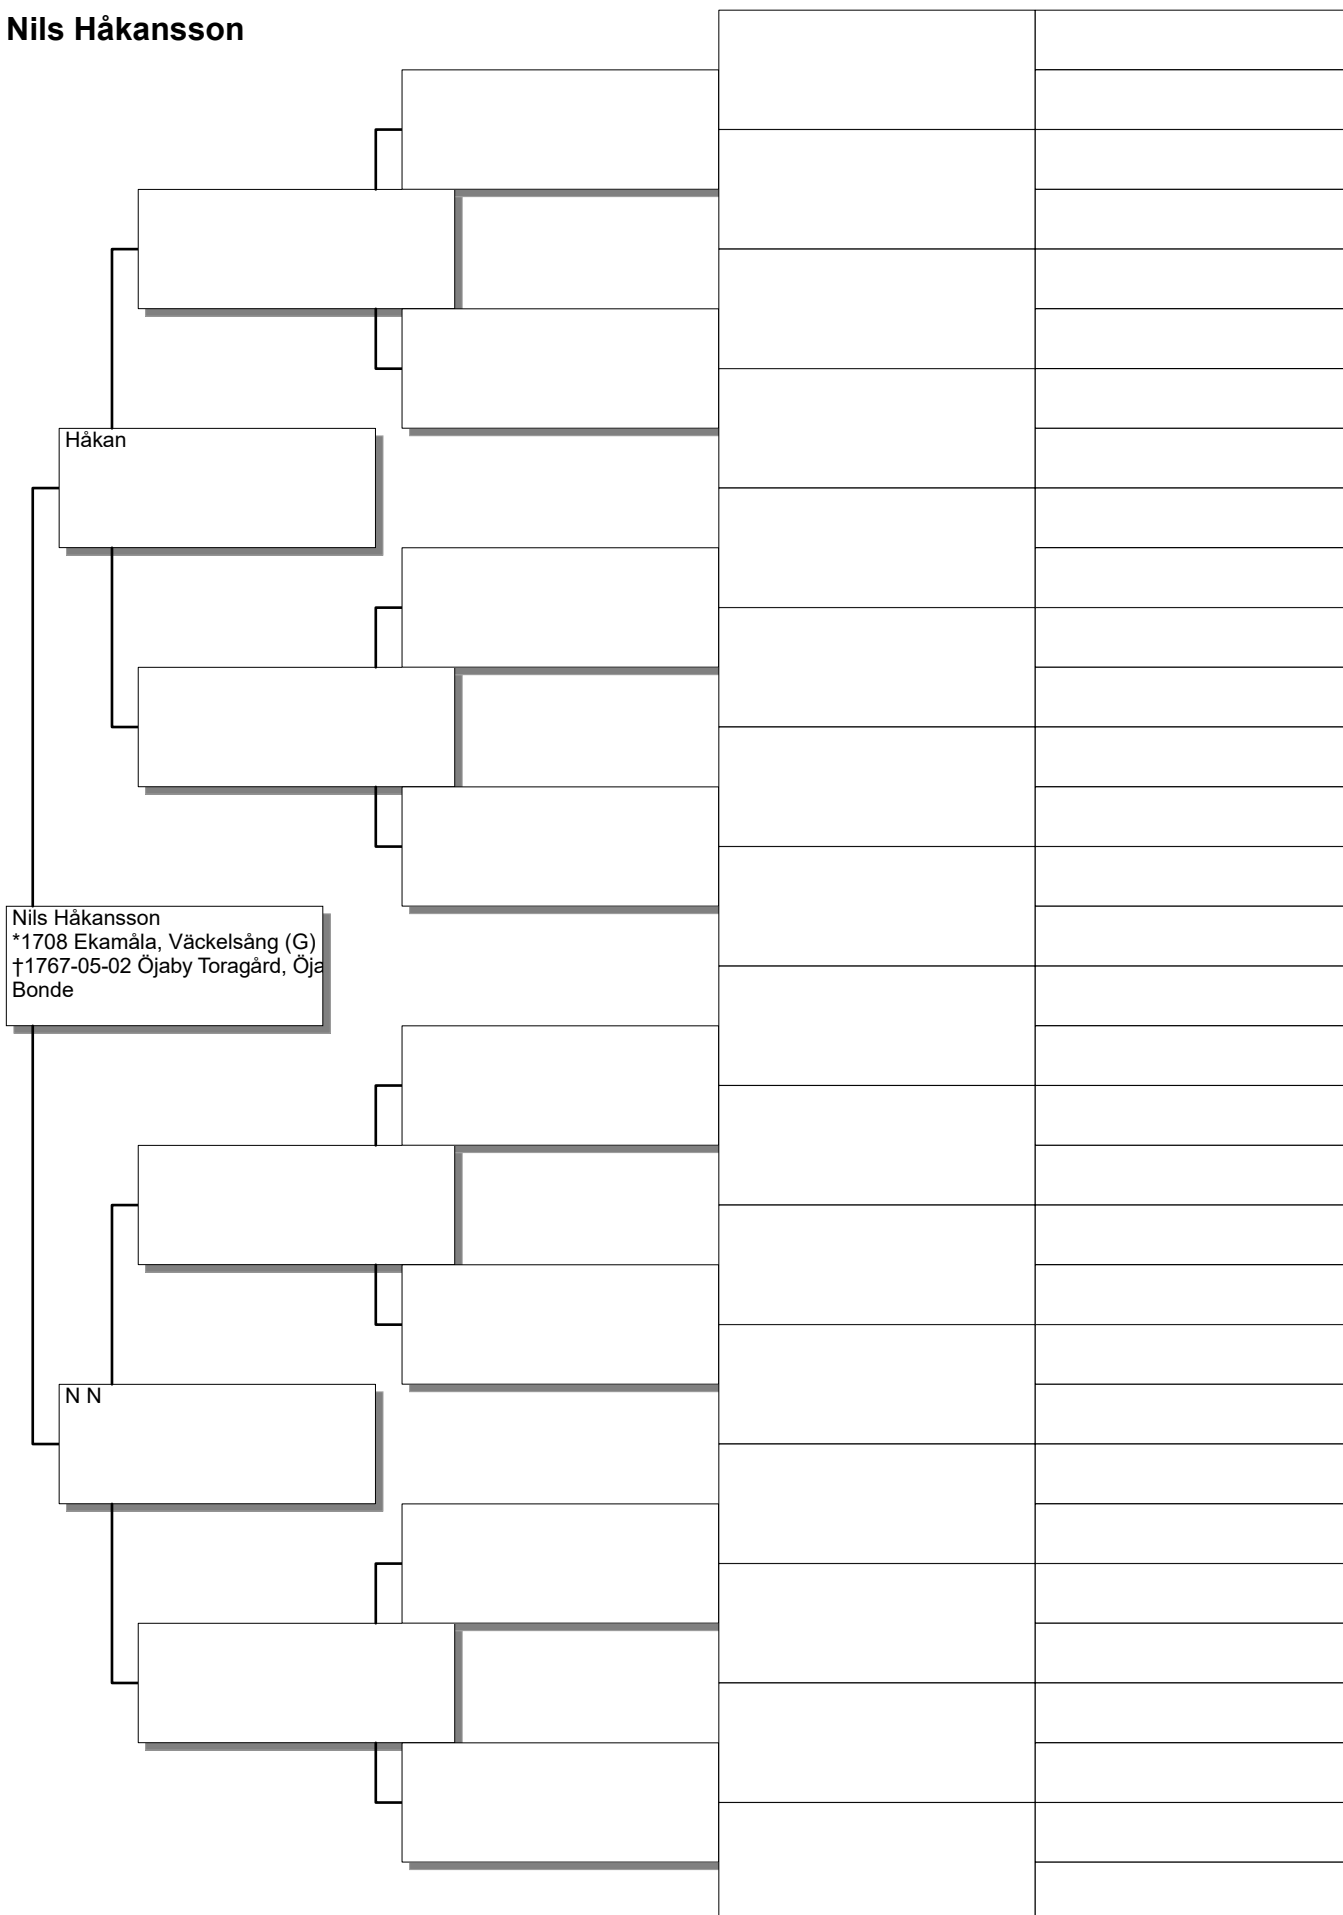 Nils Håkansson
Håkan
Nils Håkansson
*1708 Ekamåla, Väckelsång (G)
†1767-05-02 Öjaby Toragård, Öja
Bonde
N N